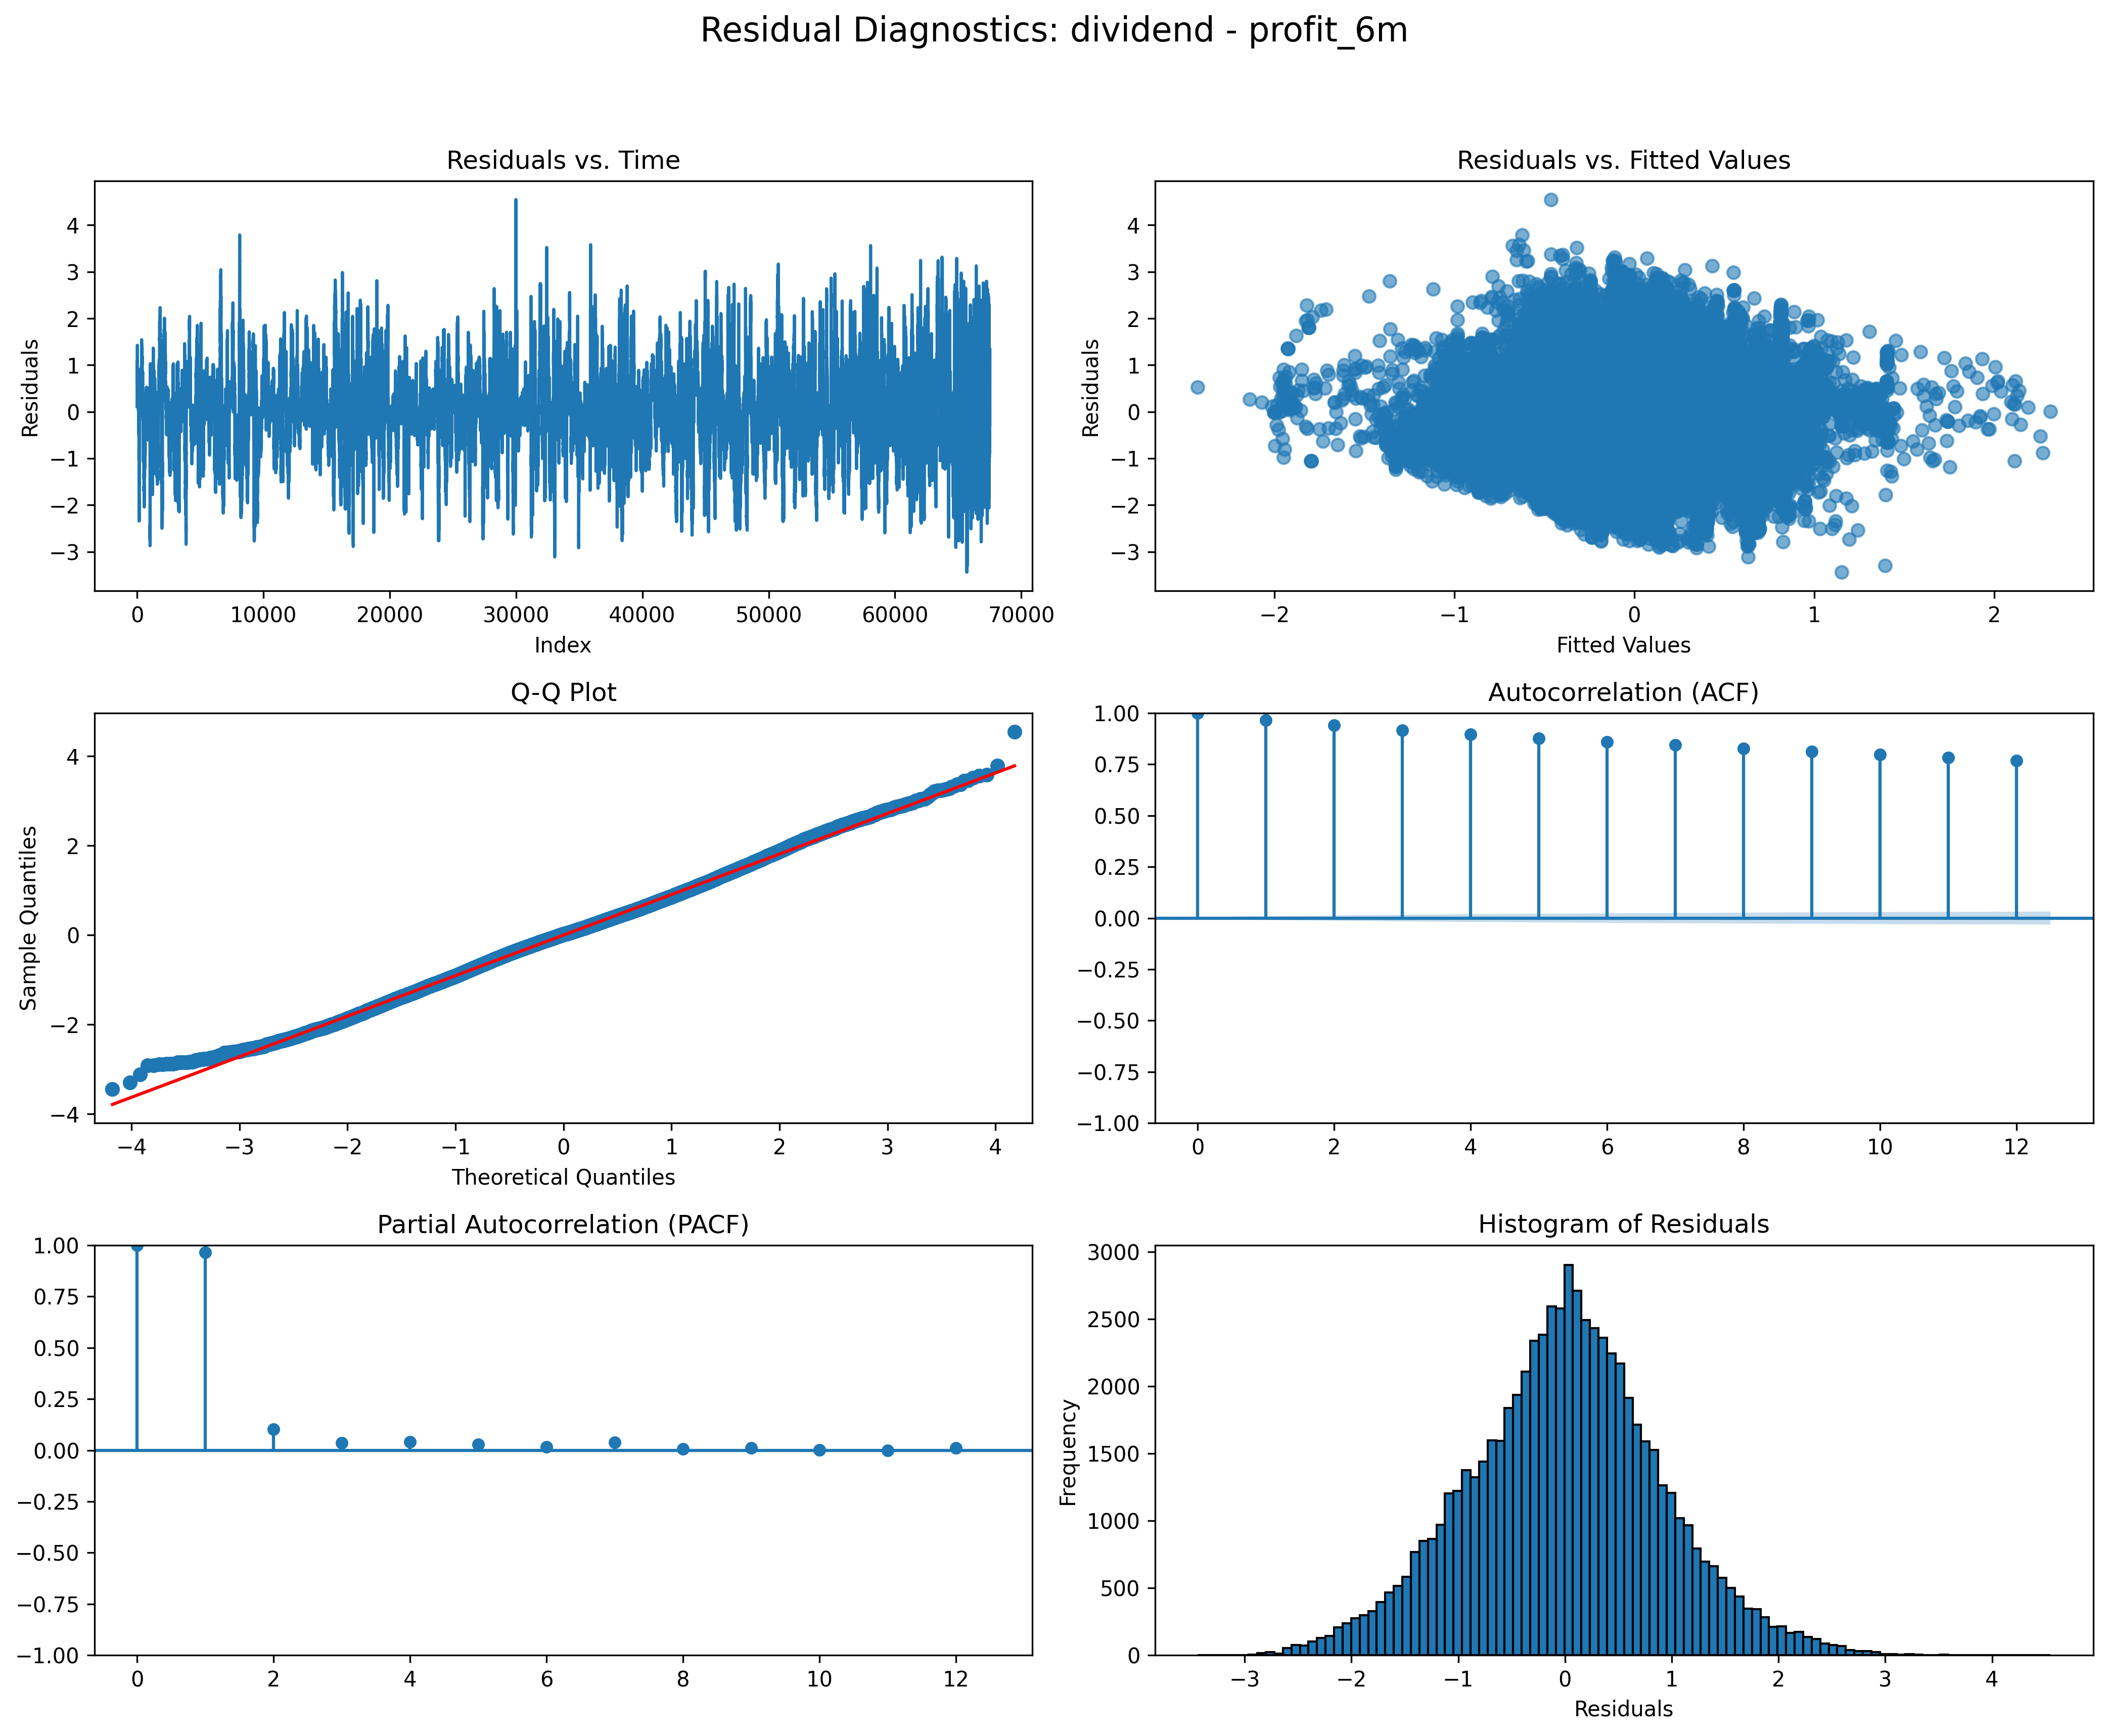 Residual Diagnostics: dividend - profit_6m
Residuals vs. Time
Residuals
4
3
2
1
0
−1
−2
−3
0 10000 20000 30000 40000 50000 60000 70000
Index
Residuals vs. Fitted Values
Residuals
4
3
2
1
0
−1
−2
−3
−2 −1 0 1 2
Fitted Values
Q-Q Plot
Sample Quantiles
4
2
0
−2
−4
−4 −3 −2 −1 0 1 2 3 4
Theoretical Quantiles
Autocorrelation (ACF)
1.00
0.75
0.50
0.25
0.00
−0.25
−0.50
−0.75
−1.00
0 2 4 6 8 10 12
Partial Autocorrelation (PACF)
1.00
0.75
0.50
0.25
0.00
−0.25
−0.50
−0.75
−1.00
0 2 4 6 8 10 12
Histogram of Residuals
Frequency
3000
2500
2000
1500
1000
500
0
−3 −2 −1 0 1 2 3 4
Residuals